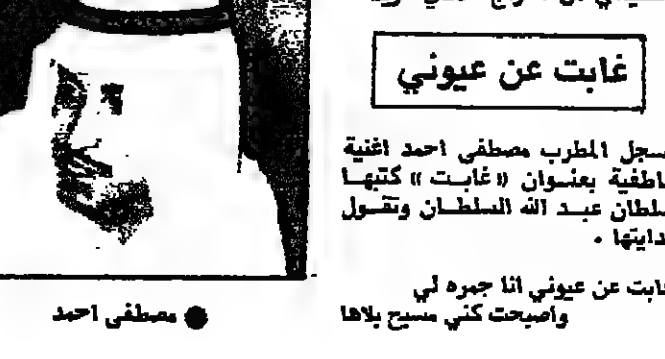 غابت عن عيوني
سجل المطرب مصطفى احمد اغنية
عاطفية بعنوان « غابت » كتبها
سلطان عبد الله السلطان وتقول
بدايتها .
غابت عن عيوني انا جمره لي
واصبحت كني مسيح بلاها
● مصطفى احمد